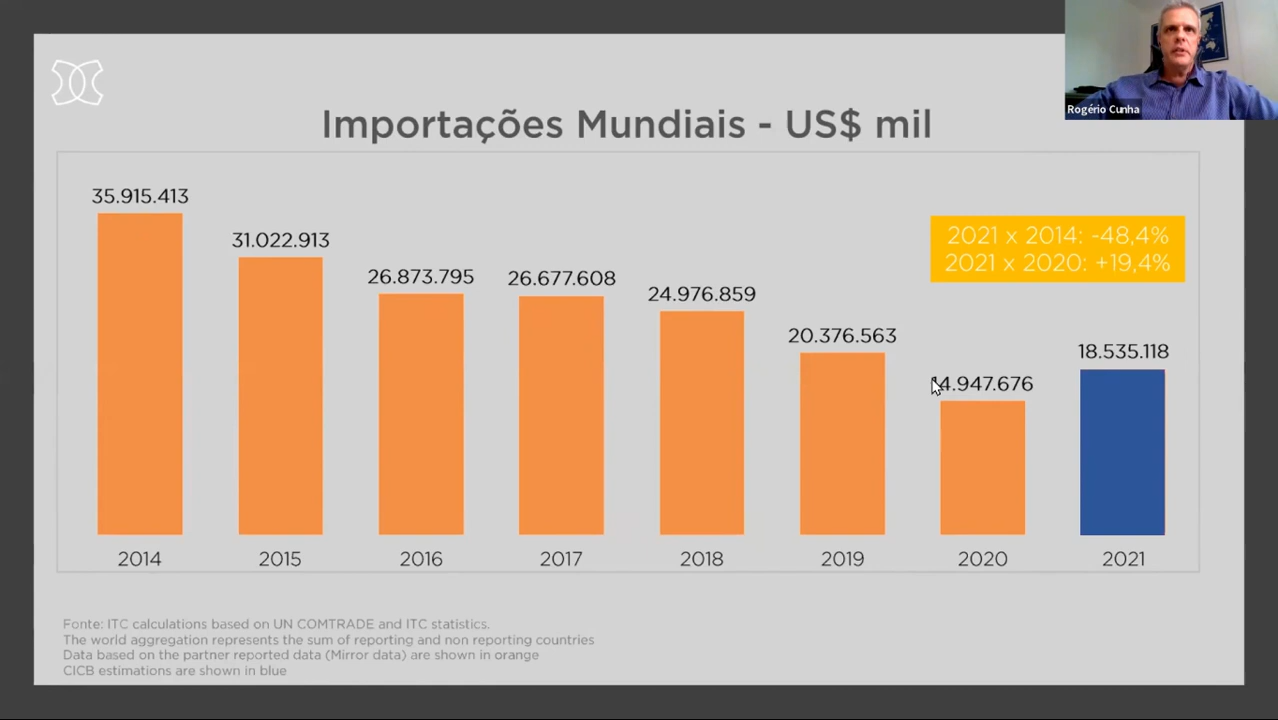 Rogério Cunha
Importações Mundiais - US$ mil
35.915.413
31.022.913
26.873.795
26.677.608
24.976.859
20.376.563
14.947.676
18.535.118
2021 x 2014: -48,4%
2021 x 2020: +19,4%
2014 2015 2016 2017 2018 2019 2020 2021
Fonte: ITC calculations based on UN COMTRADE and ITC statistics.
The world aggregation represents the sum of reporting and non reporting countries
Data based on the partner reported data (Mirror data) are shown in orange
CICB estimations are shown in blue